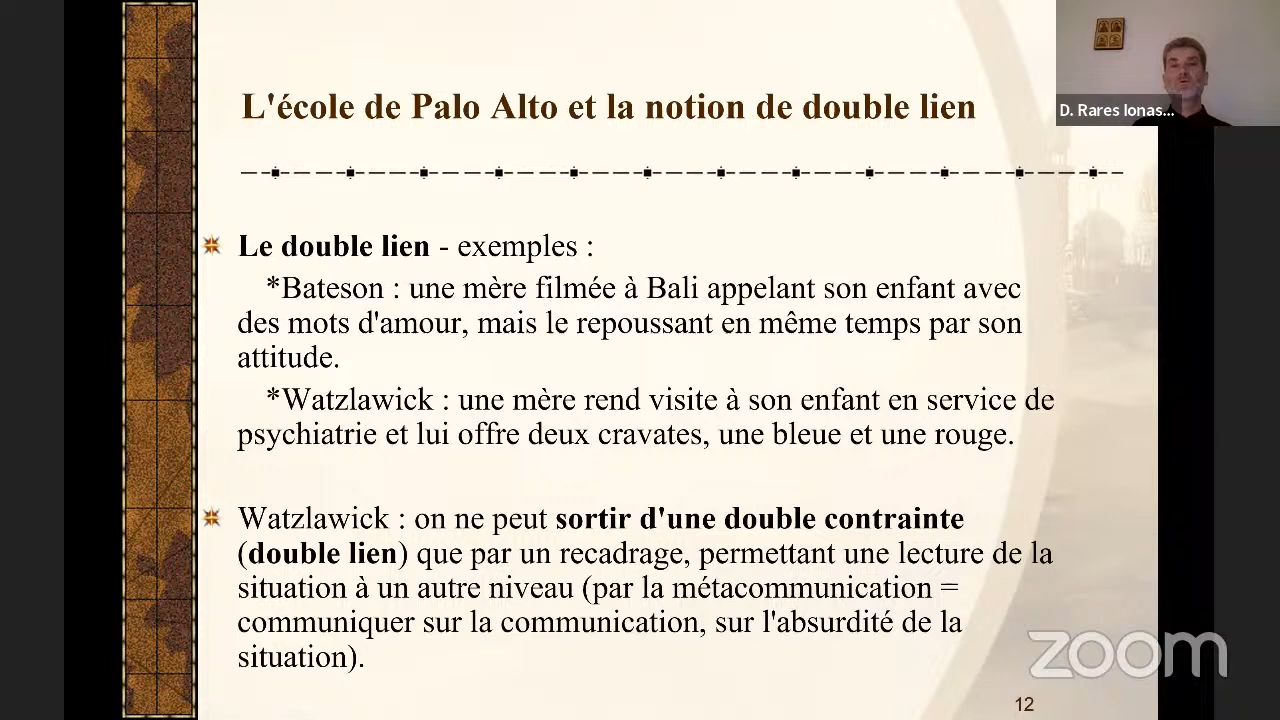 L'école de Palo Alto et la notion de double lien
D. Rares Ionas...
Le double lien - exemples :
*Bateson : une mère filmée à Bali appelant son enfant avec
des mots d'amour, mais le repoussant en même temps par son
attitude.
*Watzlawick : une mère rend visite à son enfant en service de
psychiatrie et lui offre deux cravates, une bleue et une rouge.
Watzlawick : on ne peut sortir d'une double contrainte
(double lien) que par un recadrage, permettant une lecture de la
situation à un autre niveau (par la métacommunication =
communiquer sur la communication, sur l'absurdité de la
situation).
zoom
12